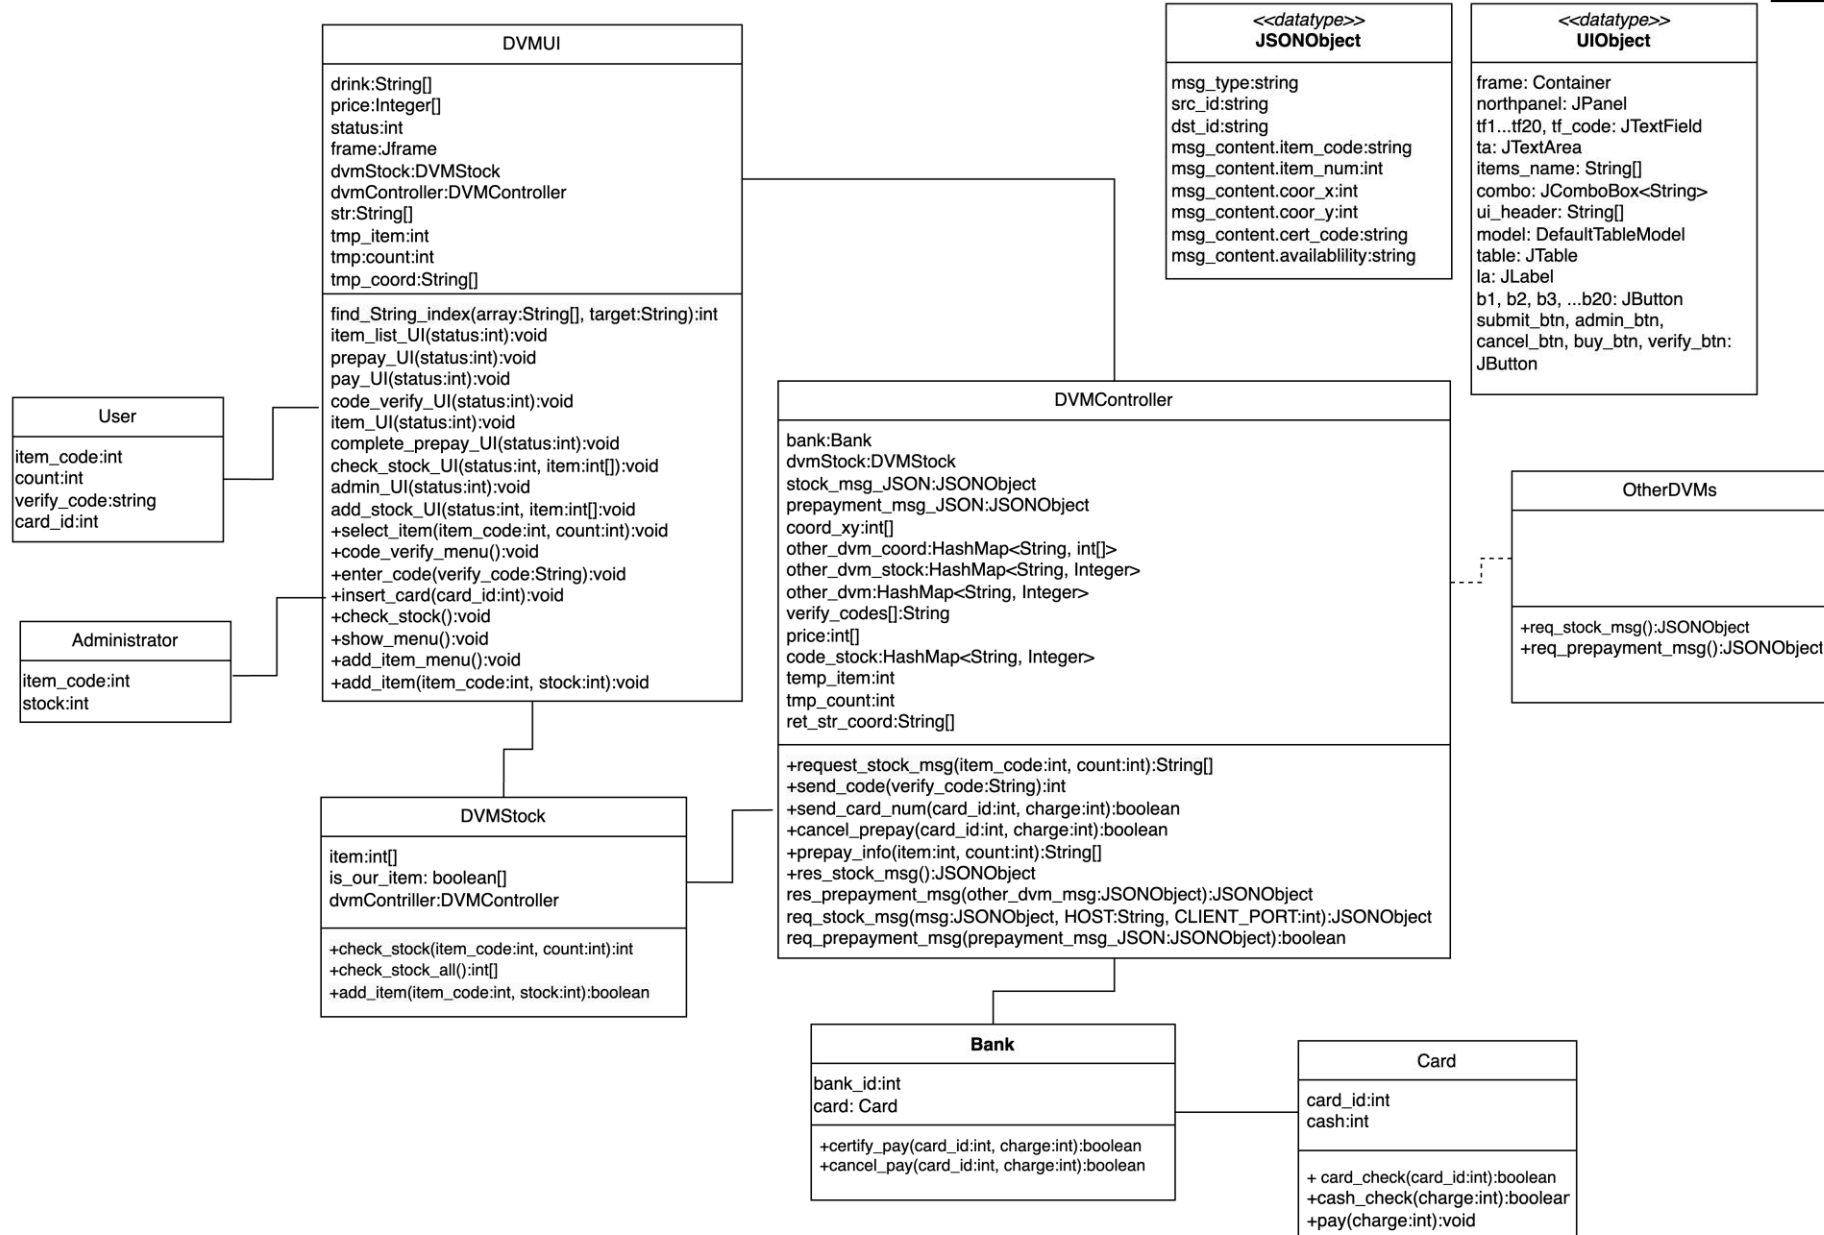 DVMUI
drink:String[]
price:Integer[]
status:int
frame:Jframe
dvmStock:DVMStock
dvmController:DVMController
str:String[]
tmp_item:int
tmp:count:int
tmp_coord:String[]
find_String_index(array:String[], target:String):int
item_list_UI(status:int):void
prepay_UI(status:int):void
pay_UI(status:int):void
code_verify_UI(status:int):void
item_UI(status:int):void
complete_prepay_UI(status:int):void
check_stock_UI(status:int, item:int[]):void
admin_UI(status:int):void
add_stock_UI(status:int, item:int[]:void
+select_item(item_code:int, count:int):void
+code_verify_menu():void
+enter_code(verify_code:String):void
+insert_card(card_id:int):void
+check_stock():void
+show_menu():void
+add_item_menu():void
+add_item(item_code:int, stock:int):void
<<datatype>>
JSONObject
msg_type:string
src_id:string
dst_id:string
msg_content.item_code:string
msg_content.item_num:int
msg_content.coor_x:int
msg_content.coor_y:int
msg_content.cert_code:string
msg_content.availablility:string
<<datatype>>
UIObject
frame: Container
northpanel: JPanel
tf1...tf20, tf_code: JTextField
ta: JTextArea
items_name: String[]
combo: JComboBox<String>
ui_header: String[]
model: DefaultTableModel
table: JTable
la: JLabel
b1, b2, b3, ...b20: JButton
submit_btn, admin_btn,
cancel_btn, buy_btn, verify_btn:
JButton
User
item_code:int
count:int
verify_code:string
card_id:int
Administrator
item_code:int
stock:int
DVMController
bank:Bank
dvmStock:DVMStock
stock_msg_JSON:JSONObject
prepayment_msg_JSON:JSONObject
coord_xy:int[]
other_dvm_coord:HashMap<String, int[]>
other_dvm_stock:HashMap<String, Integer>
other_dvm:HashMap<String, Integer>
verify_codes[]:String
price:int[]
code_stock:HashMap<String, Integer>
temp_item:int
tmp_count:int
ret_str_coord:String[]
+request_stock_msg(item_code:int, count:int):String[]
+send_code(verify_code:String):int
+send_card_num(card_id:int, charge:int):boolean
+cancel_prepay(card_id:int, charge:int):boolean
+prepay_info(item:int, count:int):String[]
+res_stock_msg():JSONObject
res_prepayment_msg(other_dvm_msg:JSONObject):JSONObject
req_stock_msg(msg:JSONObject, HOST:String, CLIENT_PORT:int):JSONObject
req_prepayment_msg(prepayment_msg_JSON:JSONObject):boolean
OtherDVMs
+req_stock_msg():JSONObject
+req_prepayment_msg():JSONObject
DVMStock
item:int[]
is_our_item: boolean[]
dvmContriller:DVMController
+check_stock(item_code:int, count:int):int
+check_stock_all():int[]
+add_item(item_code:int, stock:int):boolean
Bank
bank_id:int
card: Card
+certify_pay(card_id:int, charge:int):boolean
+cancel_pay(card_id:int, charge:int):boolean
Card
card_id:int
cash:int
+ card_check(card_id:int):boolean
+cash_check(charge:int):boolear
+pay(charge:int):void